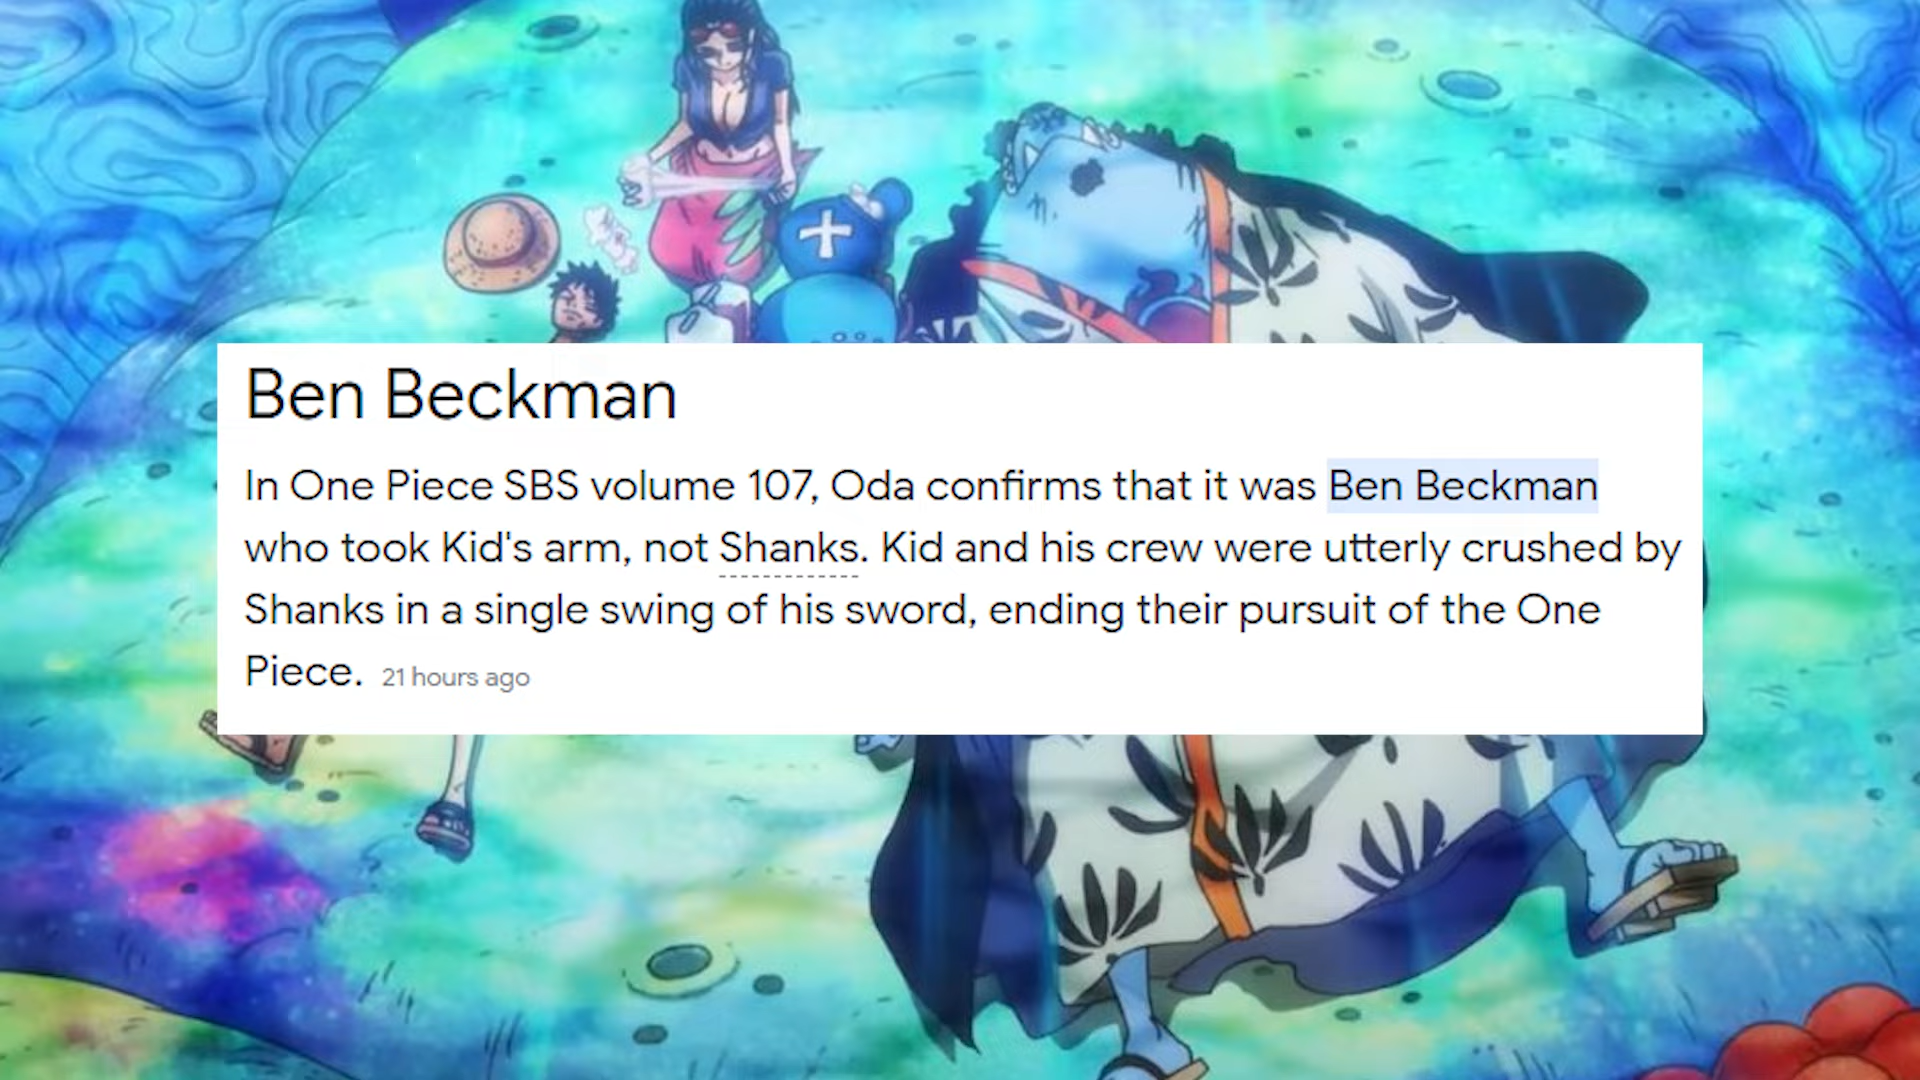 Ben Beckman
In One Piece SBS volume 107, Oda confirms that it was Ben Beckman
who took Kid's arm, not Shanks. Kid and his crew were utterly crushed by
Shanks in a single swing of his sword, ending their pursuit of the One
Piece. 21 hours ago